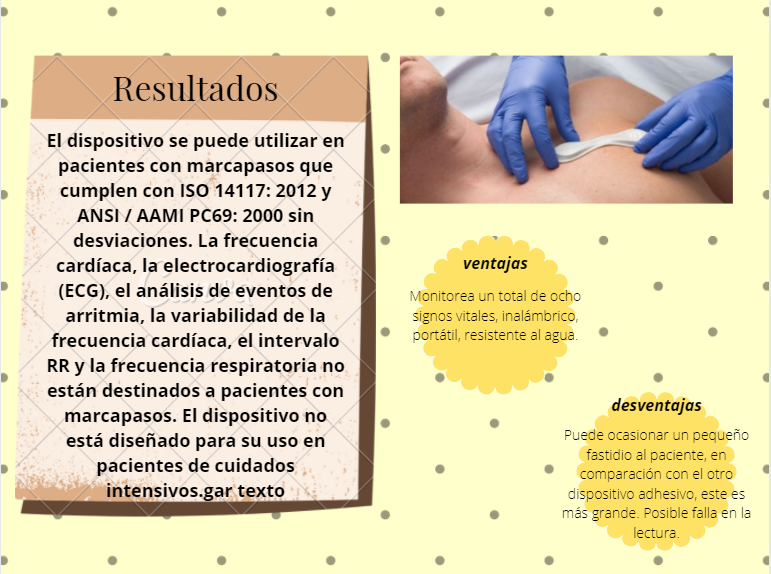 Resultados
El dispositivo se puede utilizar en
pacientes con marcapasos que
cumplen con ISO 14117: 2012 y
ANSI / AAMI PC69: 2000 sin
desviaciones. La frecuencia
cardíaca, la electrocardiografía
(ECG), el análisis de eventos de
arritmia, la variabilidad de la
frecuencia cardíaca, el intervalo
RR y la frecuencia respiratoria no
están destinados a pacientes con
marcapasos. El dispositivo no
está diseñado para su uso en
pacientes de cuidados
intensivos.gar texto
ventajas
Monitorea un total de ocho
signos vitales, inalámbrico,
portátil, resistente al agua.
desventajas
Puede ocasionar un pequeño
fastidio al paciente, en
comparación con el otro
dispositivo adhesivo, este es
más grande. Posible falla en la
lectura.